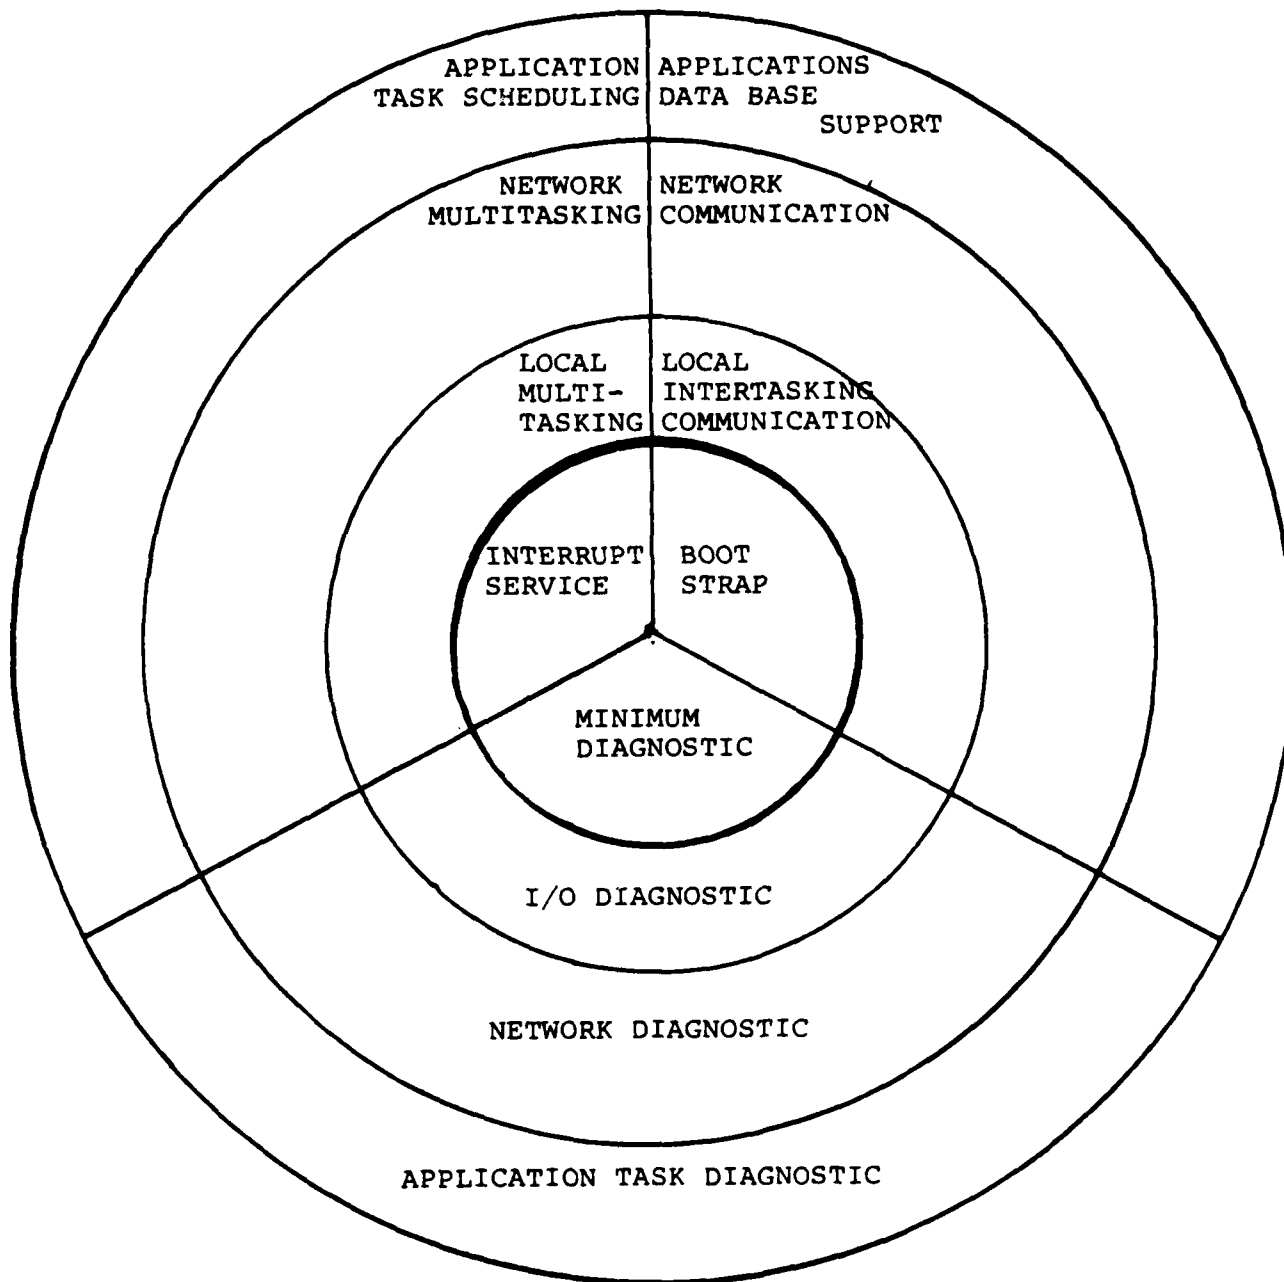 APPLICATION
TASK SCHEDULING
APPLICATIONS
DATA BASE
SUPPORT
NETWORK
MULTITASKING
NETWORK
COMMUNICATION
LOCAL
MULTI-
TASKING
LOCAL
INTERTASKING
COMMUNICATION
INTERRUPT
SERVICE
BOOT
STRAP
MINIMUM
DIAGNOSTIC
I/O DIAGNOSTIC
NETWORK DIAGNOSTIC
APPLICATION TASK DIAGNOSTIC